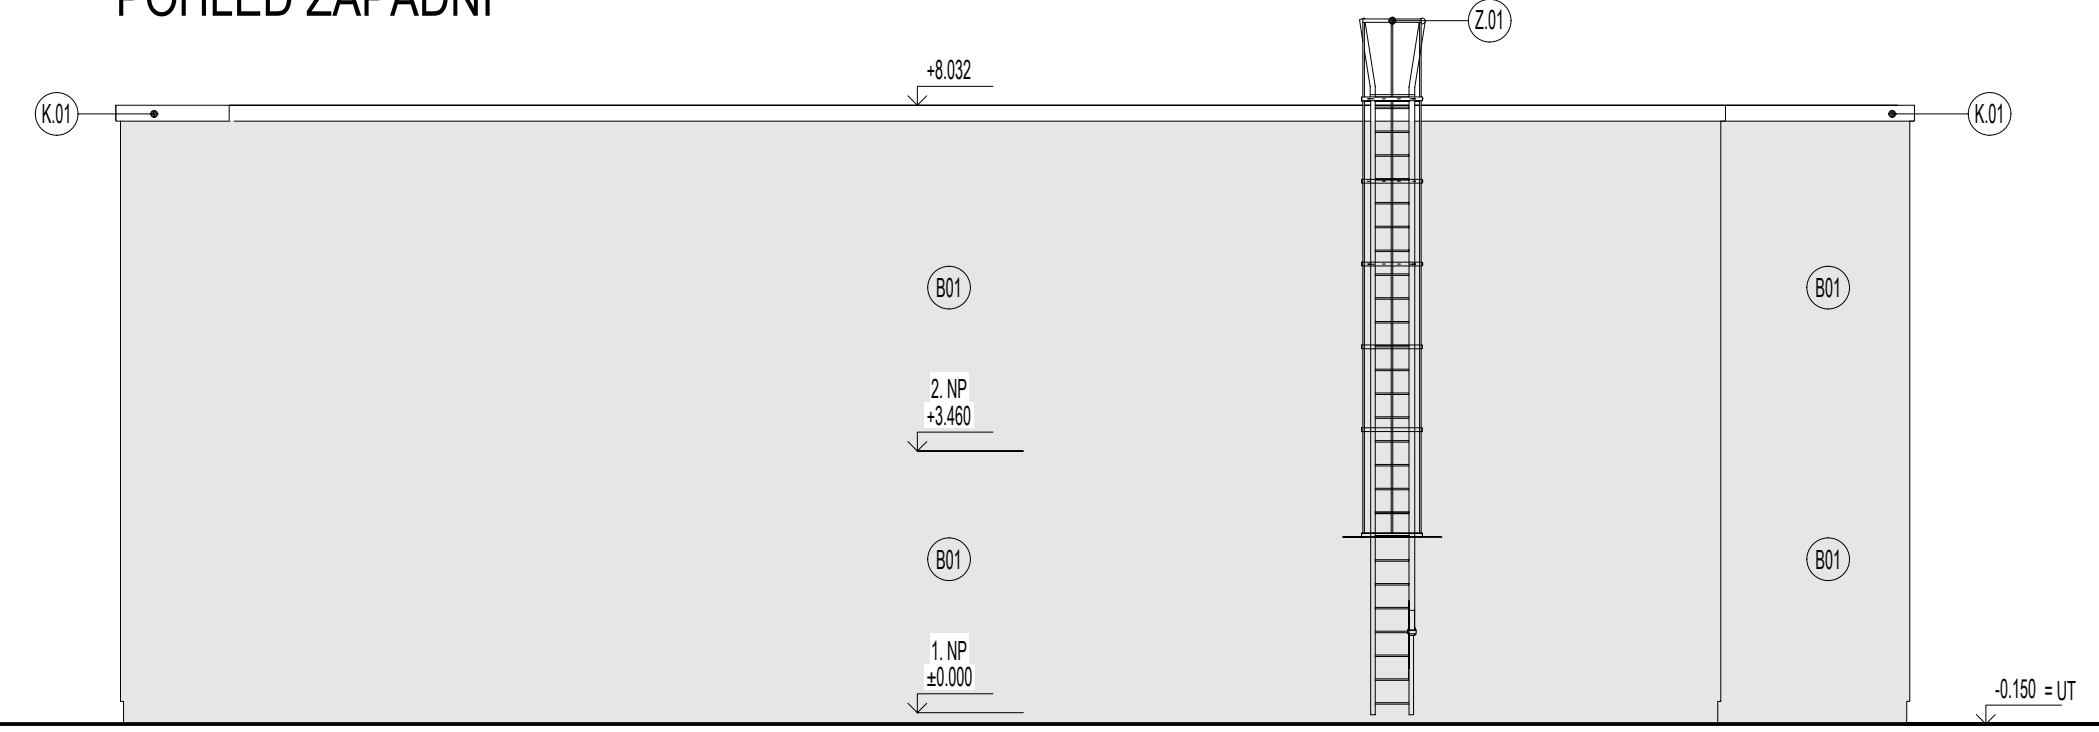 POHLED ZÁPADNÍ
Z.01
+8.032
K.01
K.01
B01
B01
2. NP
+3.460
B01
B01
1. NP
±0.000
-0.150 = UT